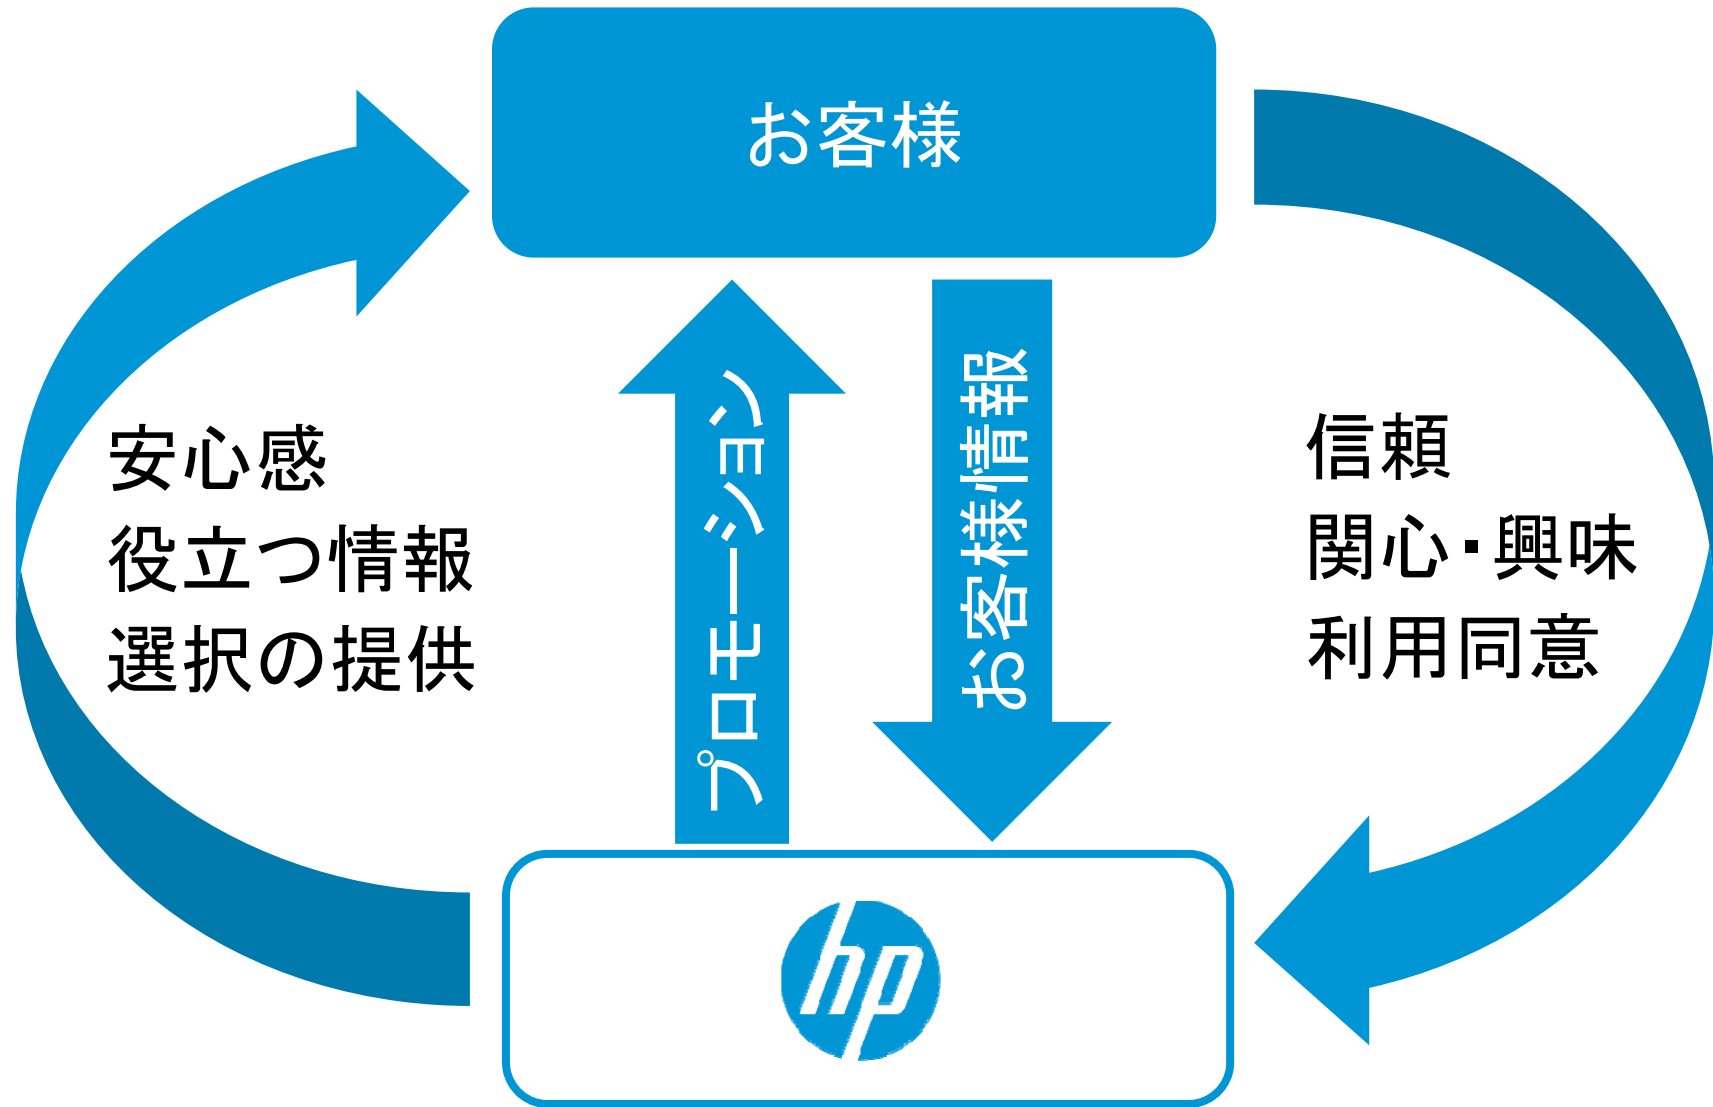 お客様
安心感
役立つ情報
選択の提供
プロモーション
お客様情報
信頼
関心・興味
利用同意
hp